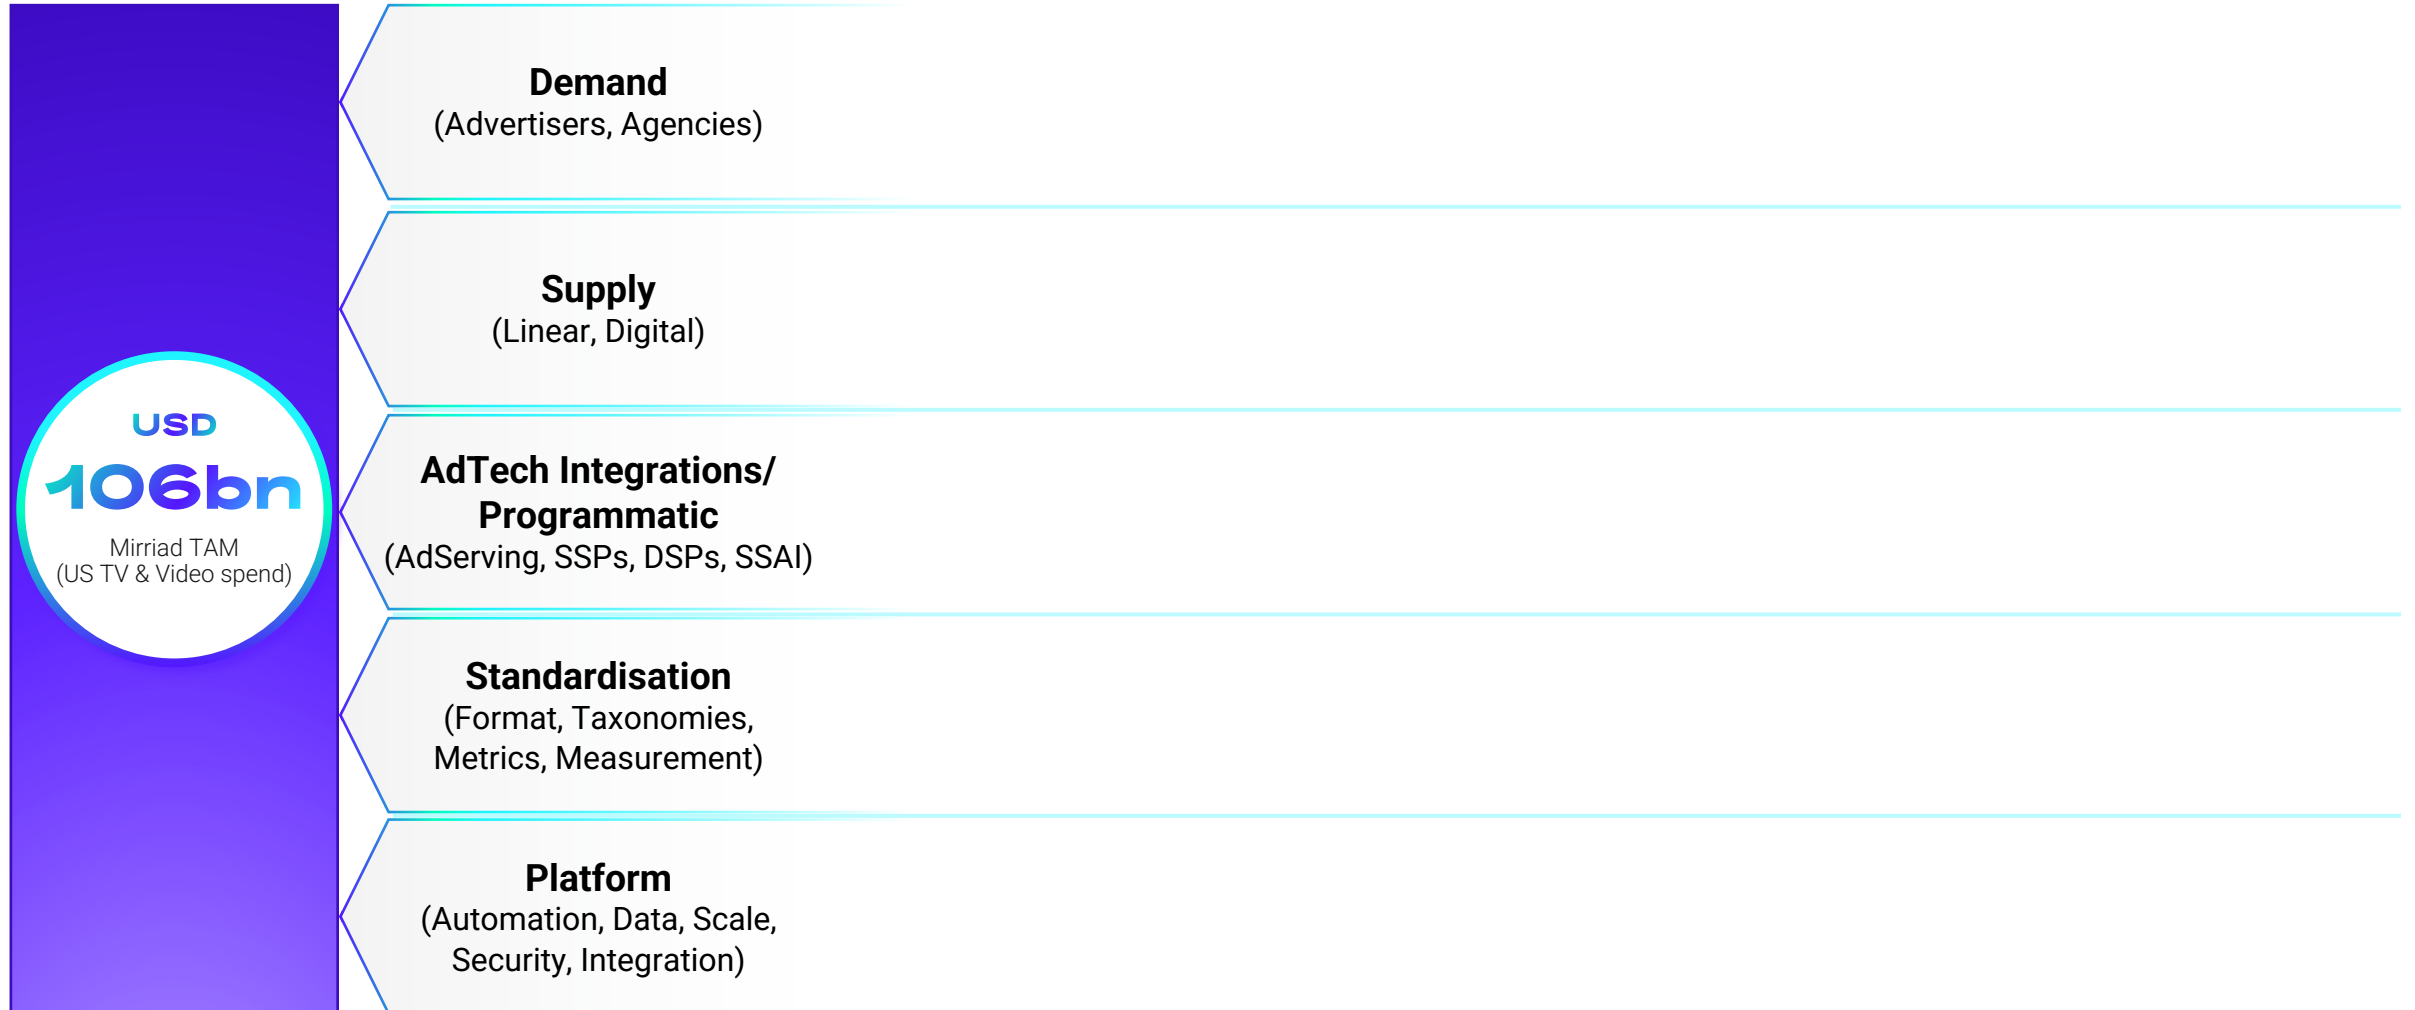 USD
106bn
Mirriad TAM
(US TV & Video spend)
Demand
(Advertisers, Agencies)
Supply
(Linear, Digital)
AdTech Integrations/
Programmatic
(AdServing, SSPs, DSPs, SSAI)
Standardisation
(Format, Taxonomies,
Metrics, Measurement)
Platform
(Automation, Data, Scale,
Security, Integration)